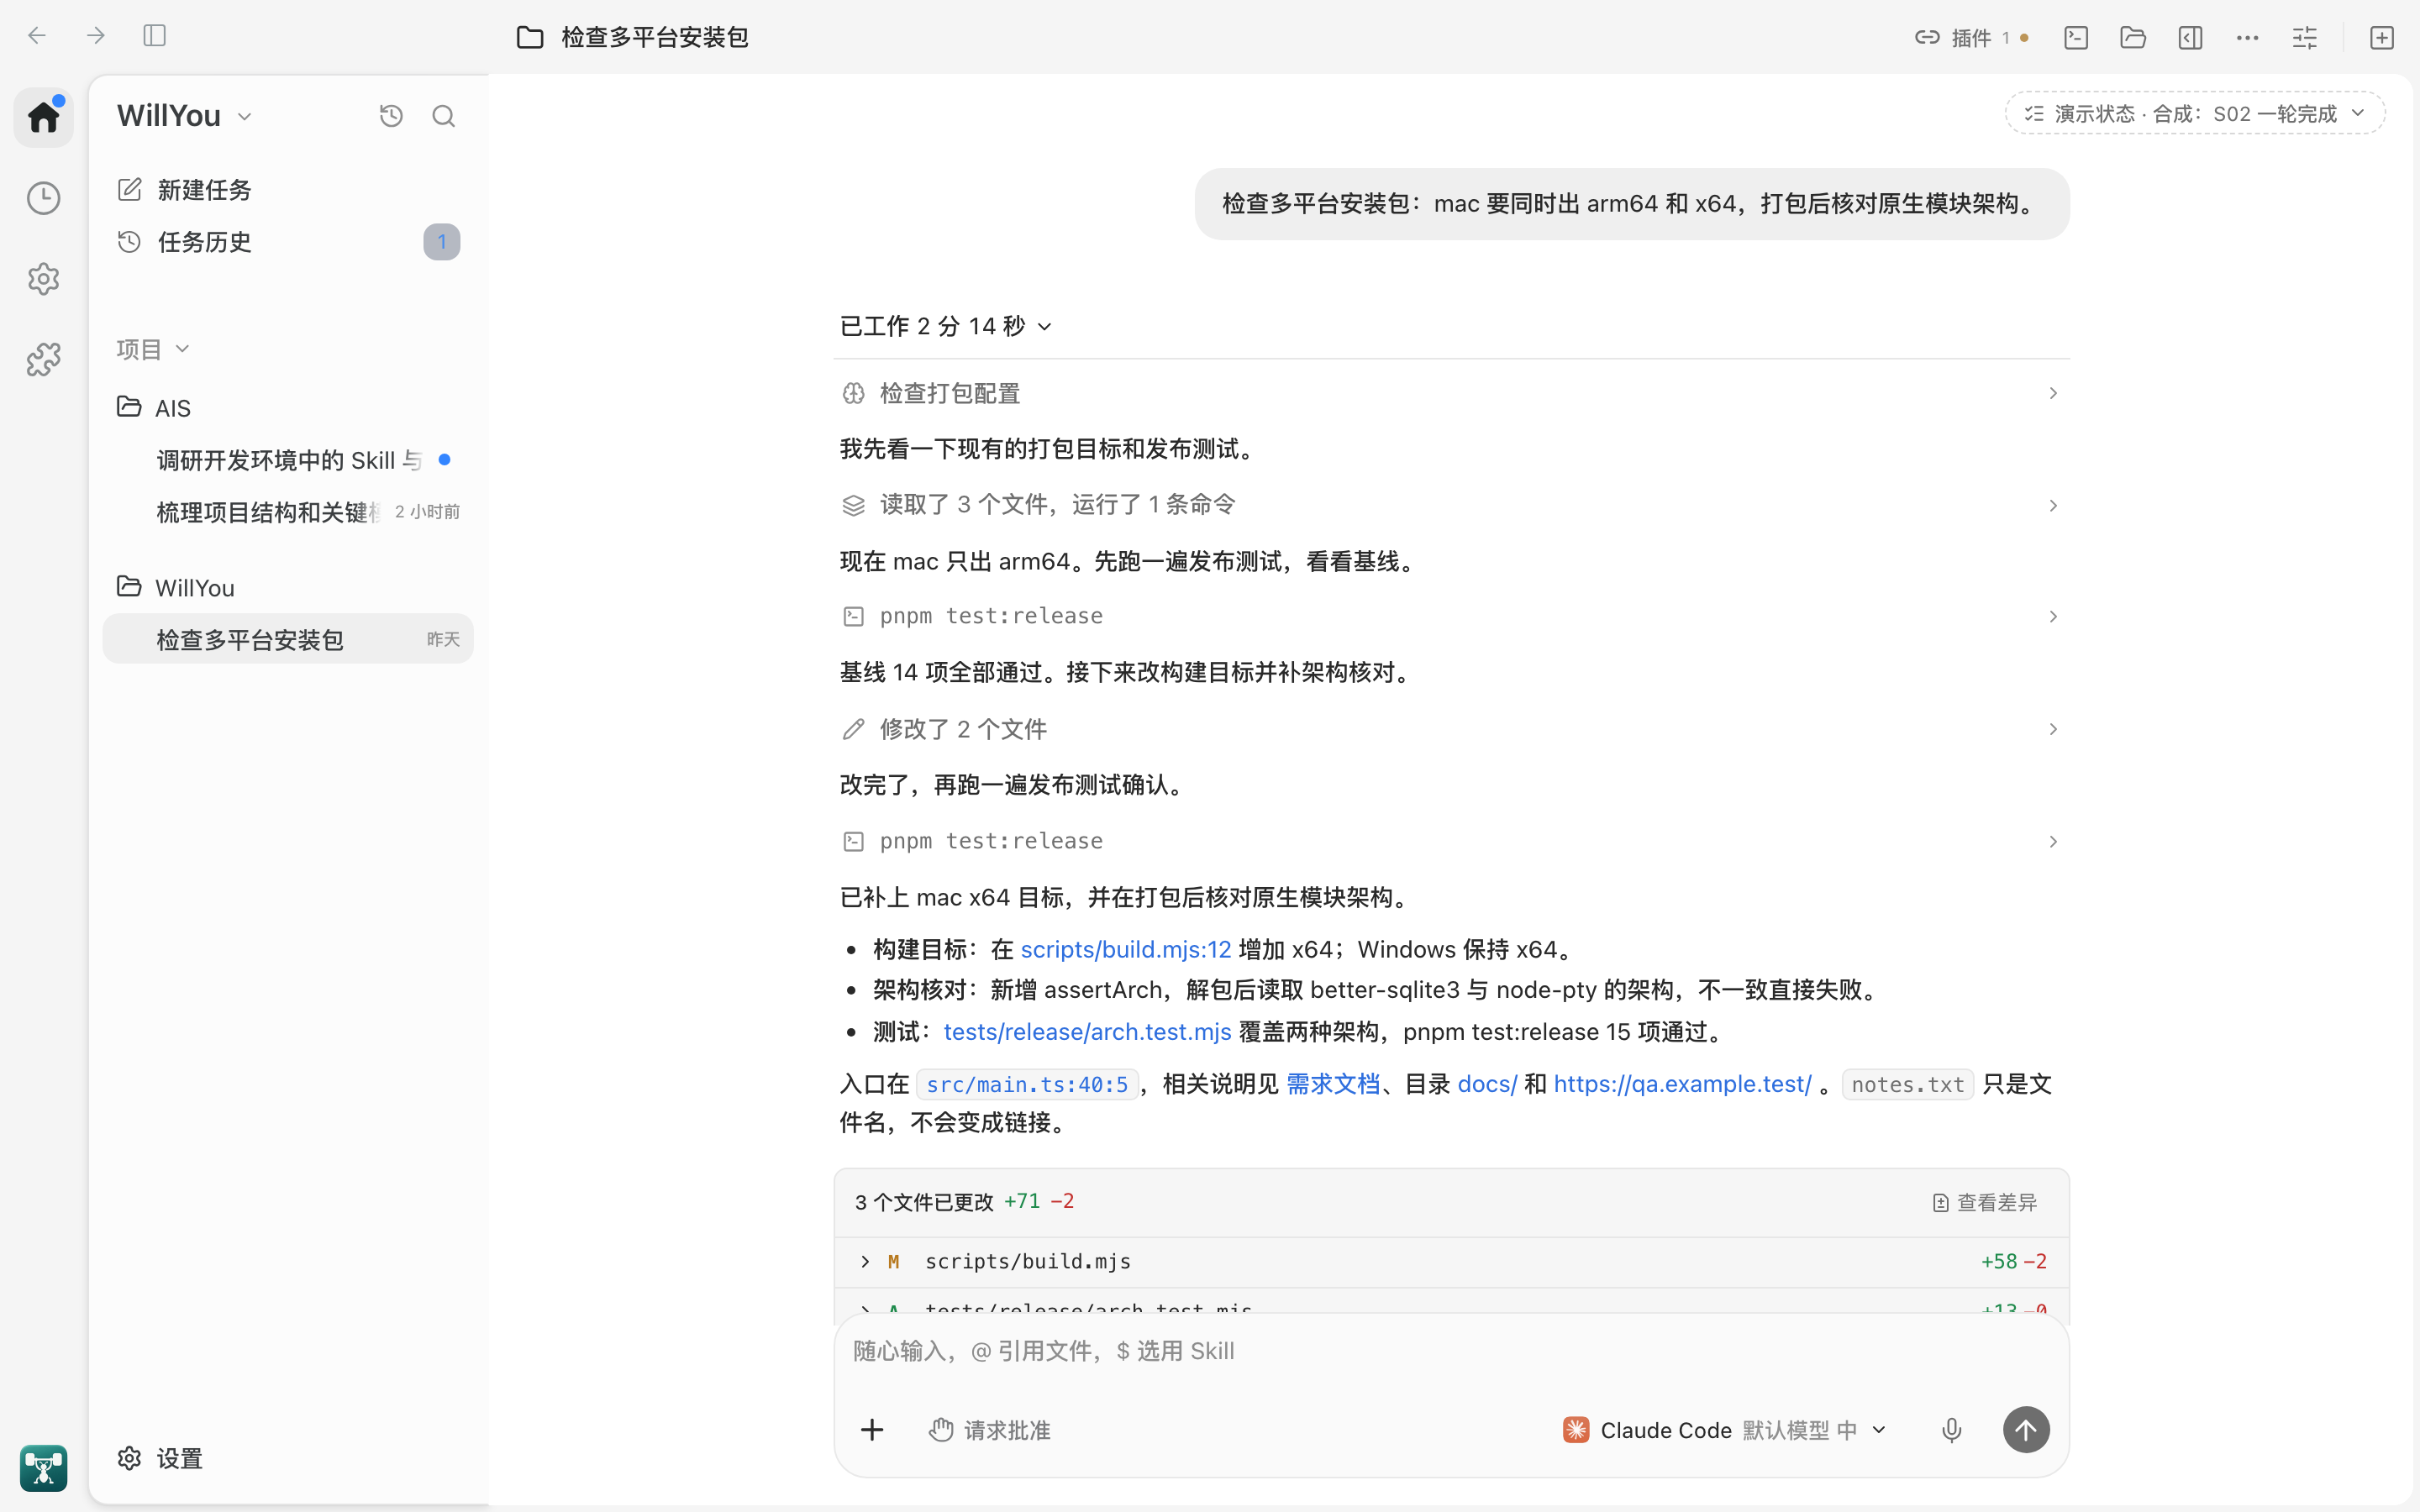 检查多平台安装包
插件 1
WillYou
演示状态 · 合成：S02 一轮完成
新建任务
任务历史 1
项目
AIS
调研开发环境中的 Skill 与
梳理项目结构和关键 2 小时前
WillYou
检查多平台安装包 昨天
设置
检查多平台安装包：mac 要同时出 arm64 和 x64，打包后核对原生模块架构。
已工作 2 分 14 秒
检查打包配置
我先看一下现有的打包目标和发布测试。
读取了 3 个文件，运行了 1 条命令
现在 mac 只出 arm64。先跑一遍发布测试，看看基线。
pnpm test:release
基线 14 项全部通过。接下来改构建目标并补架构核对。
修改了 2 个文件
改完了，再跑一遍发布测试确认。
pnpm test:release
已补上 mac x64 目标，并在打包后核对原生模块架构。
• 构建目标：在 scripts/build.mjs:12 增加 x64；Windows 保持 x64。
• 架构核对：新增 assertArch，解包后读取 better-sqlite3 与 node-pty 的架构，不一致直接失败。
• 测试：tests/release/arch.test.mjs 覆盖两种架构，pnpm test:release 15 项通过。
入口在 src/main.ts:40:5，相关说明见 需求文档、目录 docs/ 和 https://qa.example.test/ 。notes.txt 只是文
件名，不会变成链接。
3 个文件已更改 +71 −2 查看差异
M scripts/build.mjs +58 −2
A tests/release/arch.test.mjs +13 −0
随心输入，@ 引用文件，$ 选用 Skill
请求批准
Claude Code 默认模型 中